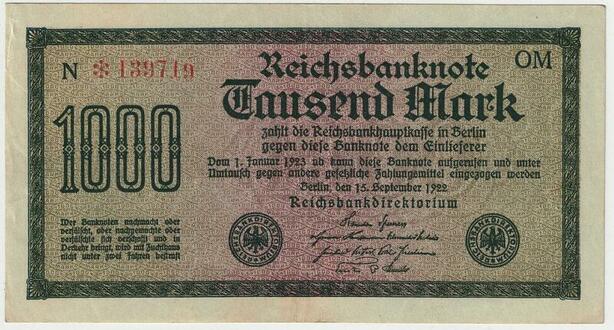 N * 139719
OM
Reichsbanknote
Tausend Mark
1000
zahlt die Reichsbankhauptkasse in Berlin
gegen diese Banknote dem Einlieferer
Vom 1. Januar 1923 ab kann diese Banknote aufgerufen und unter
Umtausch gegen andere gesetzliche Zahlungsmittel eingezogen werden
Berlin, den 15. September 1922
Reichsbankdirektorium
Wer Banknoten nachmacht oder
verfälscht, oder nachgemachte oder
verfälschte sich verschafft und in
Verkehr bringt, wird mit Zuchthaus
nicht unter zwei Jahren bestraft